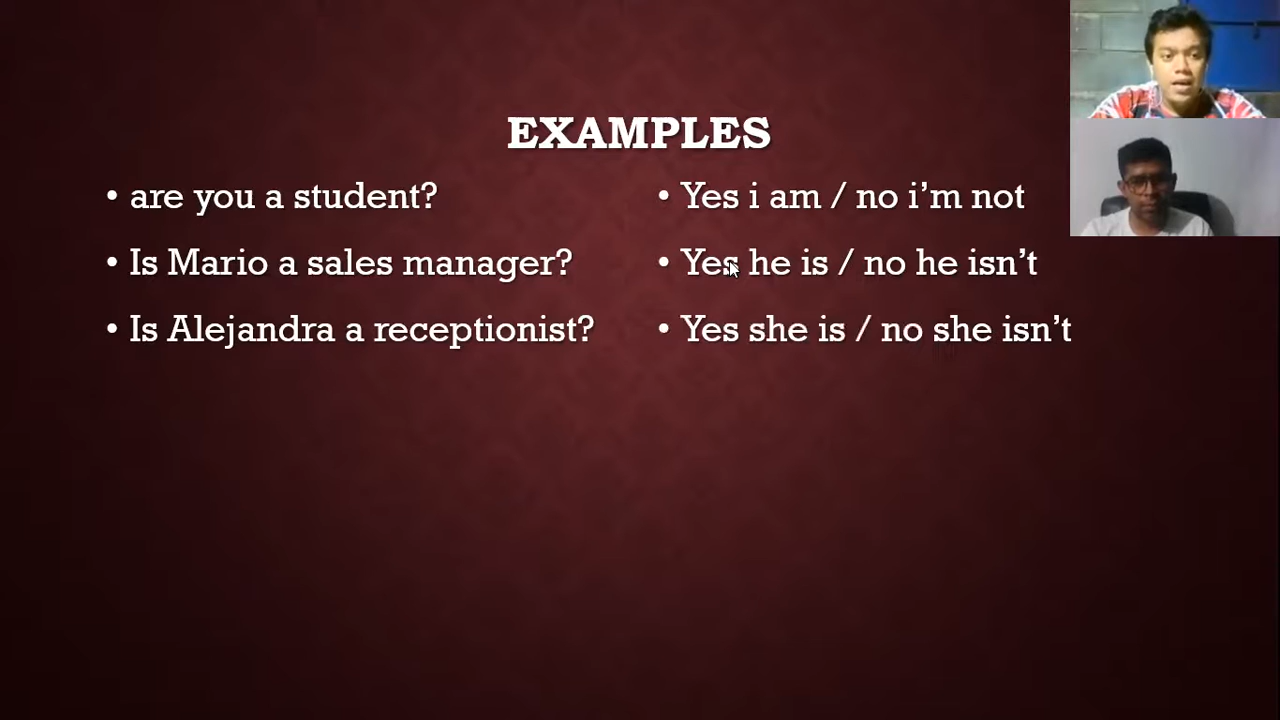 EXAMPLES
• are you a student?
• Yes i am / no i’m not
• Is Mario a sales manager?
• Yes he is / no he isn’t
• Is Alejandra a receptionist?
• Yes she is / no she isn’t